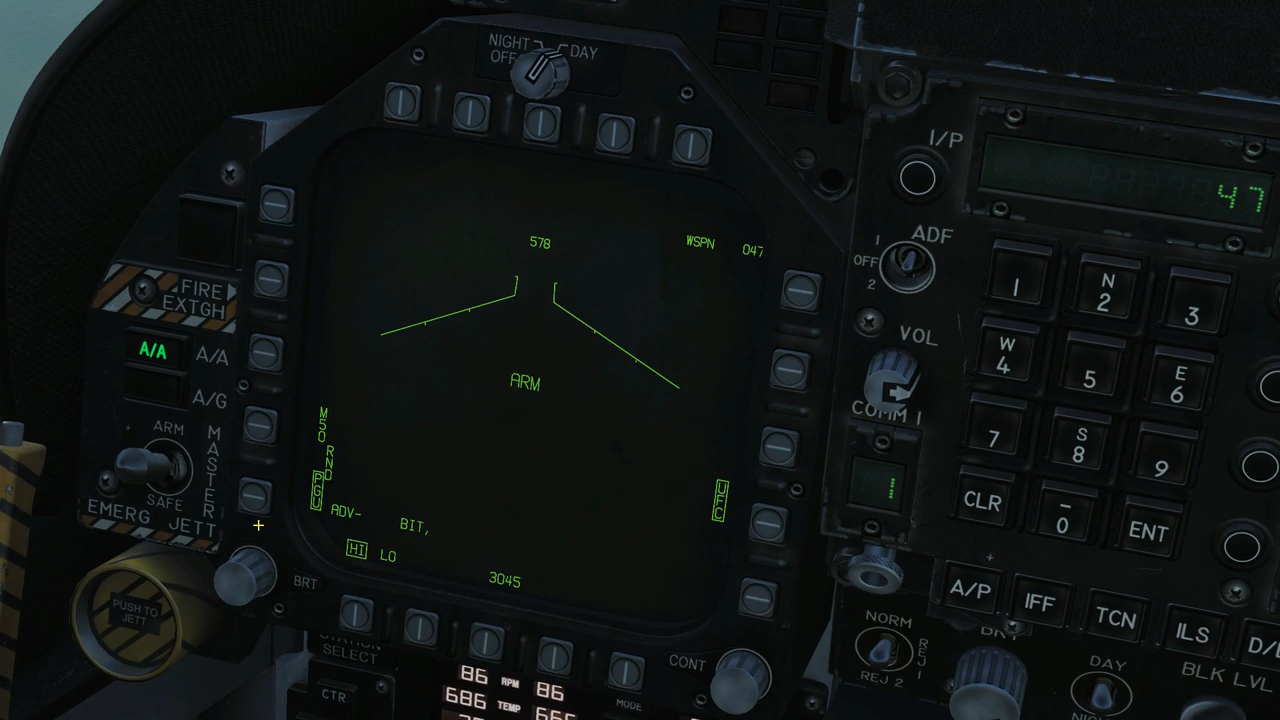 NIGHT
DAY
OFF
I/P
47
578
WSPN 047
ADF
1
OFF
2
FIRE
EXTGH
A/A
A/A
A/G
ARM
SAFE
MASTER
EMERG JETT
PUSH TO
JETT
ARM
M50 RND
PGU
UFC
ADV- BIT,
HI LO
3045
BRT
CONT
VOL
COMM 1
1
1
N
2
3
W
4
5
E
6
7
S
8
9
CLR
-
0
ENT
A/P
IFF
TCN
ILS
NORM
REJ 1
REJ 2
BRT
DAY
BLK LVL
STATION
SELECT
CTR
86 RPM 86
686 TEMP
MODE